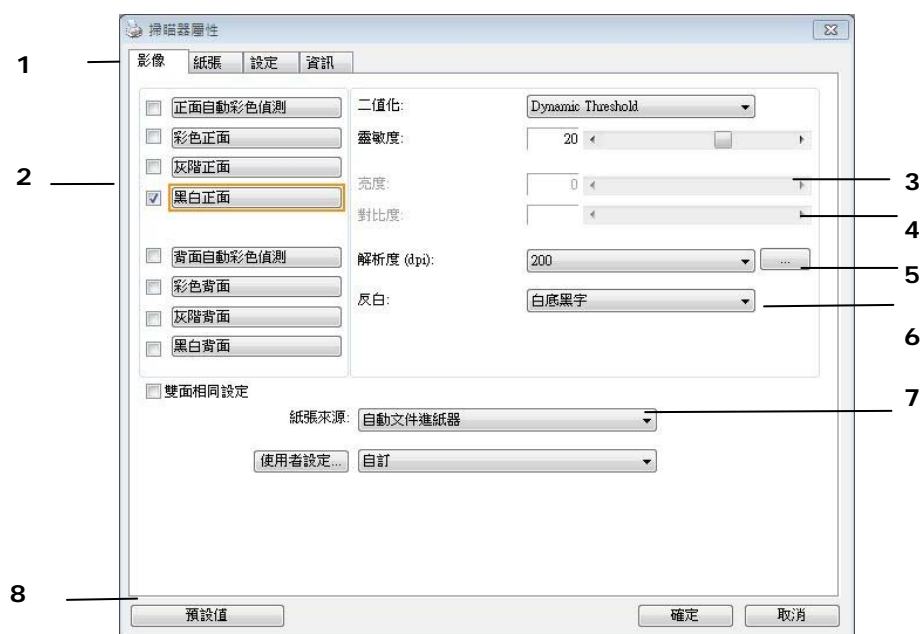 掃瞄器屬性
1
影像 紙張 設定 資訊
正面自動彩色偵測 二值化: Dynamic Threshold
彩色正面 靈敏度: 20
灰階正面
2
亮度: 0 3
黑白正面
對比度: 4
背面自動彩色偵測 解析度 (dpi): 200 ... 5
彩色背面 反白: 白底黑字
灰階背面
6
黑白背面
雙面相同設定
7
紙張來源: 自動文件進紙器
使用者設定... 自訂
8
預設值 確定 取消